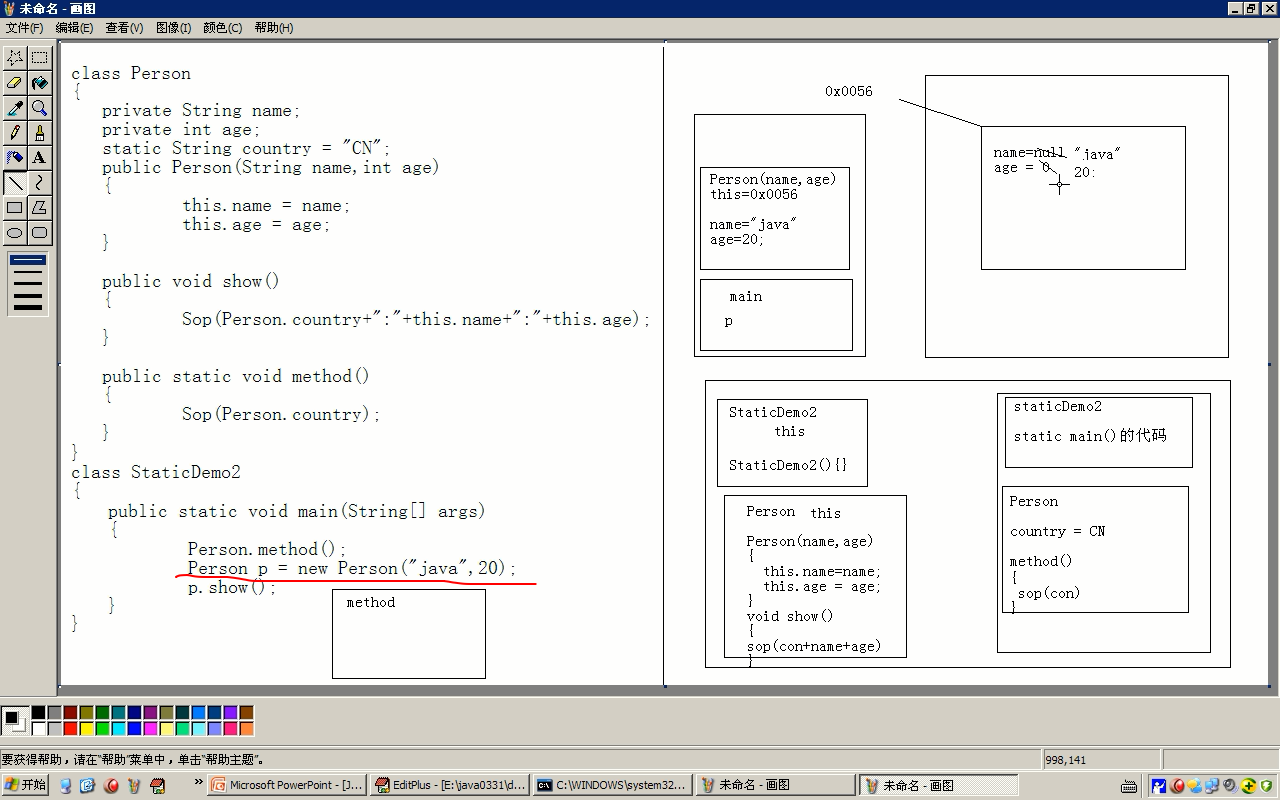 未命名 - 画图
文件(F) 编辑(E) 查看(V) 图像(I) 颜色(C) 帮助(H)
class Person
{
private String name;
private int age;
static String country = "CN";
public Person(String name,int age)
{
this.name = name;
this.age = age;
}
public void show()
{
Sop(Person.country+":"+this.name+":"+this.age);
}
public static void method()
{
Sop(Person.country);
}
}
class StaticDemo2
{
public static void main(String[] args)
{
Person.method();
Person p = new Person("java",20);
p.show();
}
}
method
0x0056
Person(name,age)
this=0x0056
name="java"
age=20;
main
p
name=null "java"
age = 0 20:
StaticDemo2
this
StaticDemo2(){}
Person this
Person(name,age)
{
this.name=name;
this.age = age;
}
void show()
{
sop(con+name+age)
}
staticDemo2
static main()的代码
Person
country = CN
method()
{
sop(con)
}
要获得帮助，请在“帮助”菜单中，单击“帮助主题”。
998,141
开始
»
Microsoft PowerPoint - [J...
EditPlus - [E:\java0331\d...
C:\WINDOWS\system32...
未命名 - 画图
未命名 - 画图